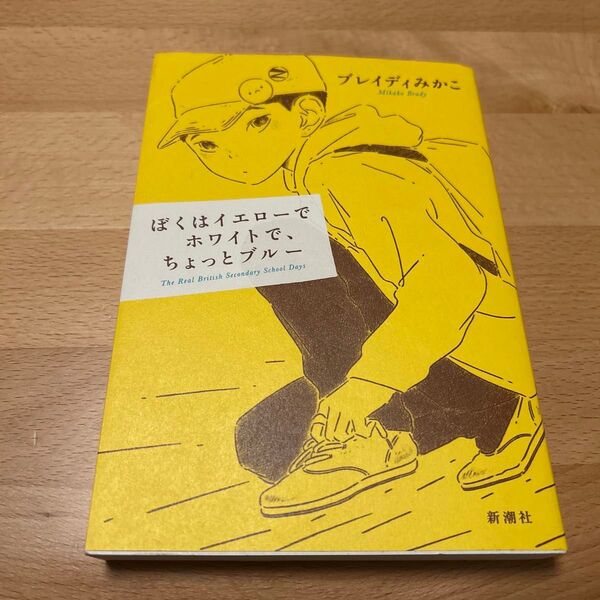 ブレイディみかこ
Mikako Brady
ぼくはイエローで
ホワイトで、
ちょっとブルー
The Real British Secondary School Days
新潮社